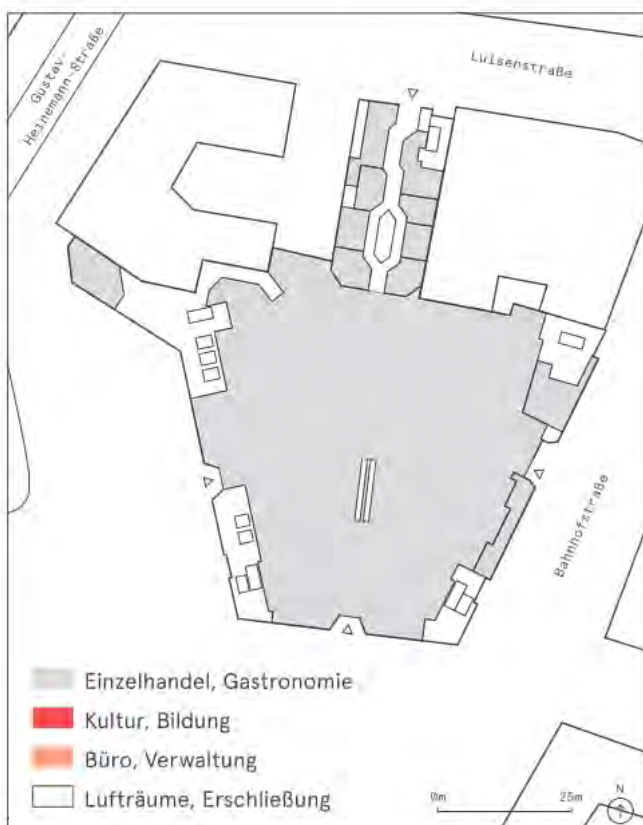 Gustav-
Heinemann-Straße
Luisenstraße
Bahnhofstraße
Einzelhandel, Gastronomie
Kultur, Bildung
Büro, Verwaltung
Lufträume, Erschließung
0m 25m
N